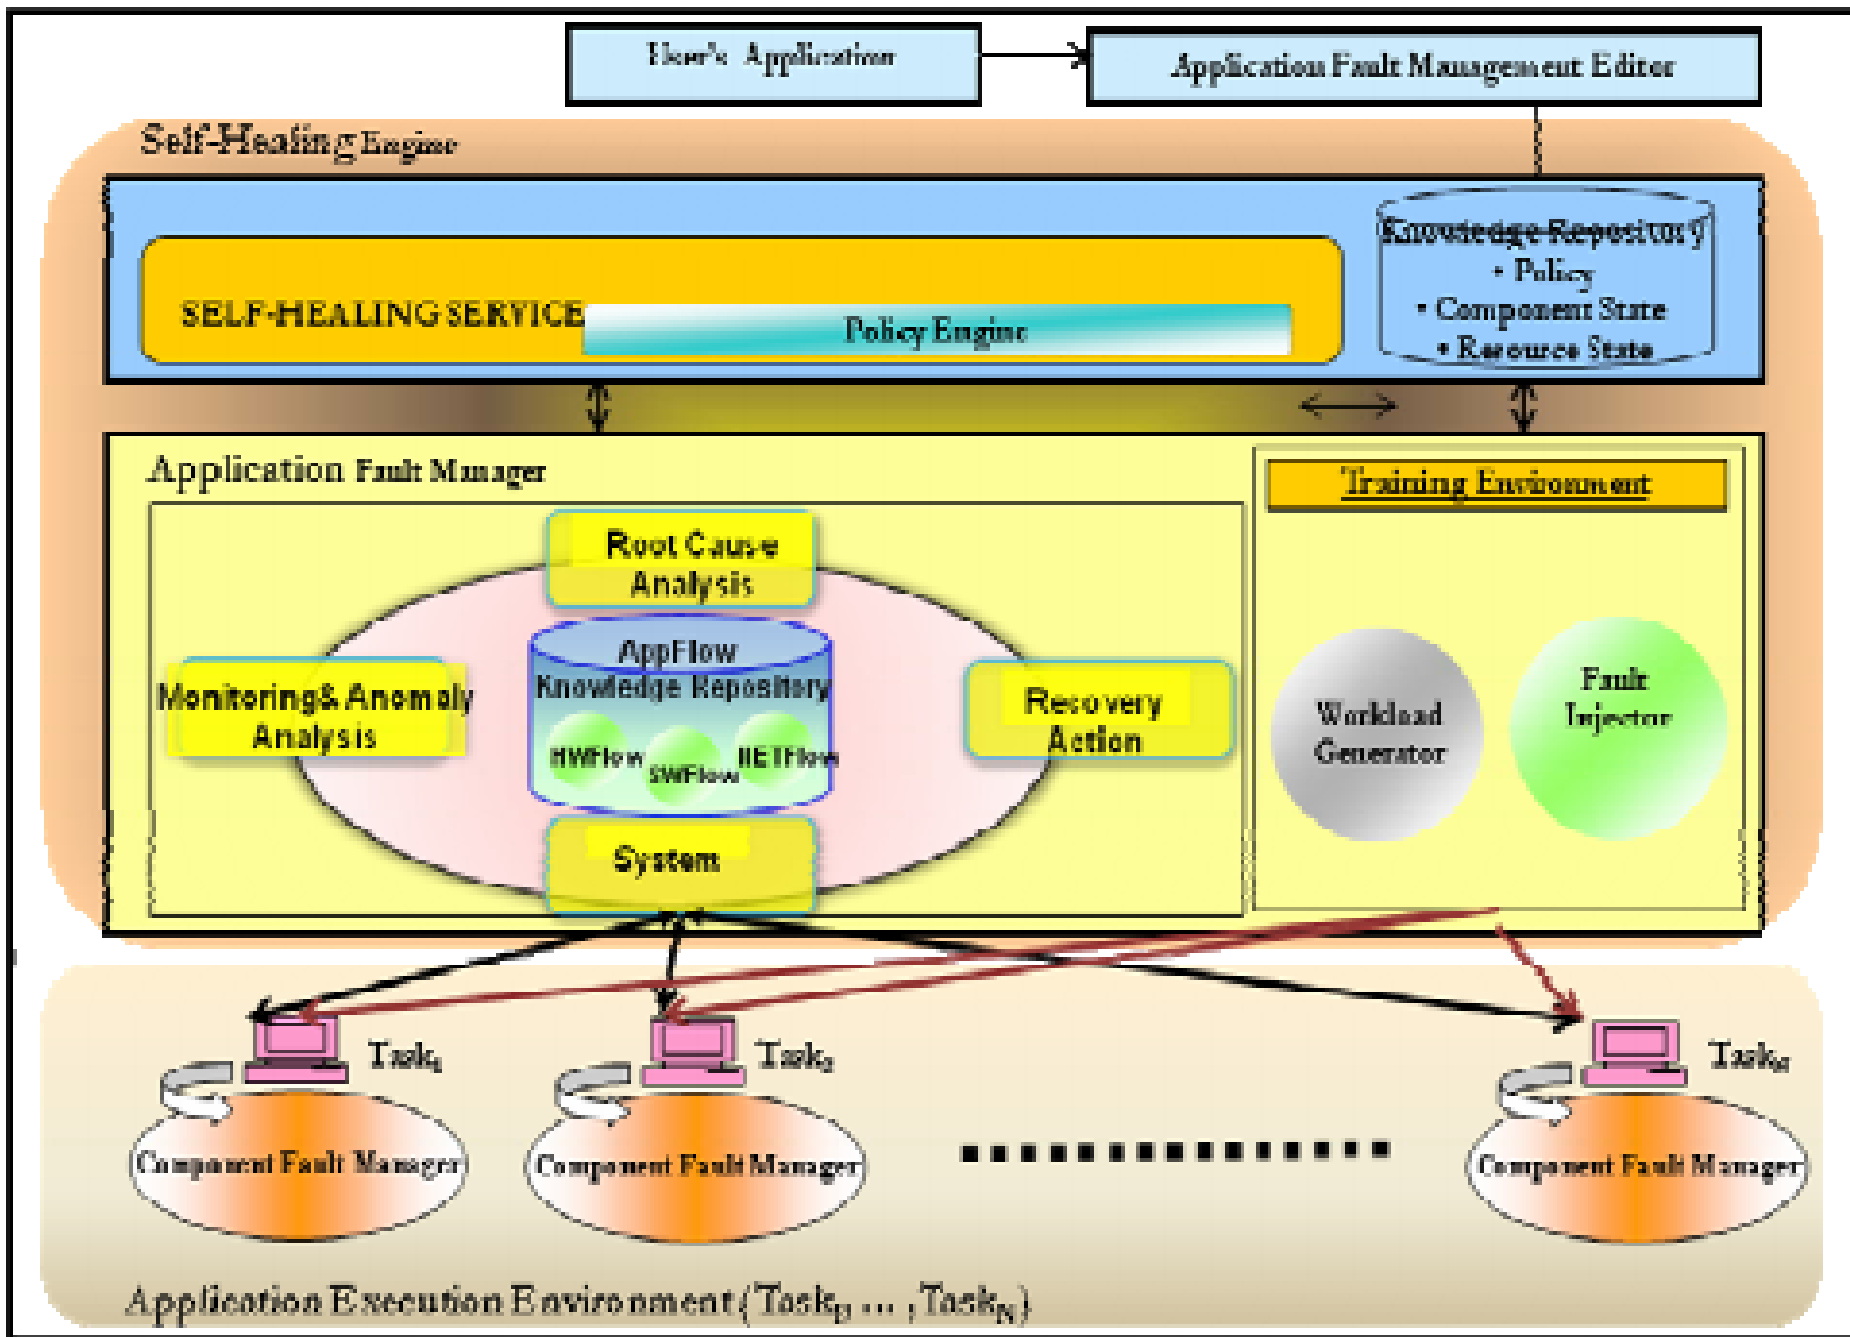 User's Application
Application Fault Management Editor
Self-Healing Engine
Knowledge Repository
• Policy
• Component State
• Resource State
SELF-HEALING SERVICE
Policy Engine
Application Fault Manager
Training Environment
Root Cause
Analysis
AppFlow
Knowledge Repository
HWFlow
SWFlow
NETFlow
Monitoring& Anomaly
Analysis
Recovery
Action
System
Workload
Generator
Fault
Injector
Task1
Task2
Task
Component Fault Manager
Component Fault Manager
Component Fault Manager
Application Execution Environment(Task, ... ,TaskN)